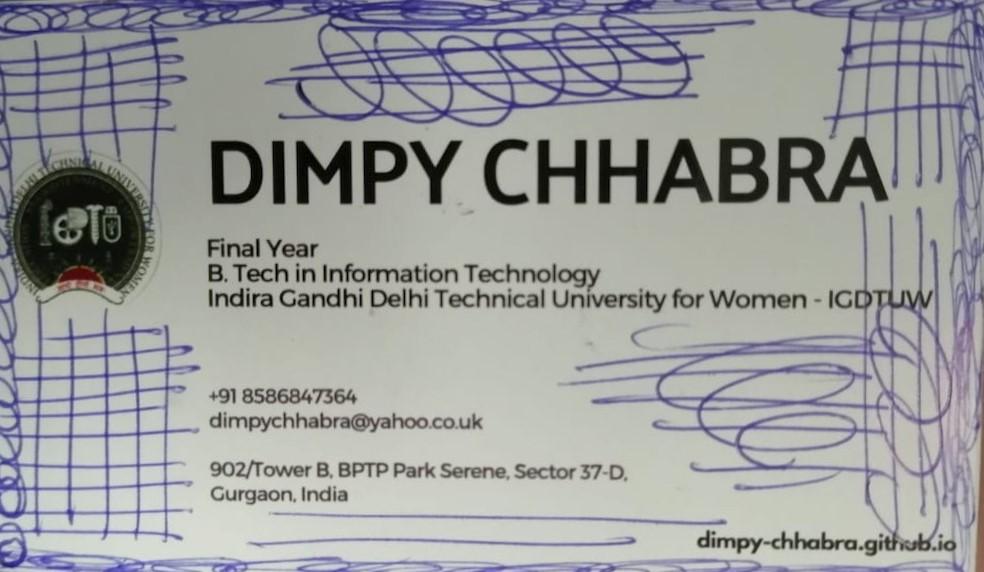 DIMPY CHHABRA
Final Year
B. Tech in Information Technology
Indira Gandhi Delhi Technical University for Women - IGDTUW
+91 8586847364
dimpychhabra@yahoo.co.uk
902/Tower B, BPTP Park Serene, Sector 37-D,
Gurgaon, India
dimpy-chhabra.github.io